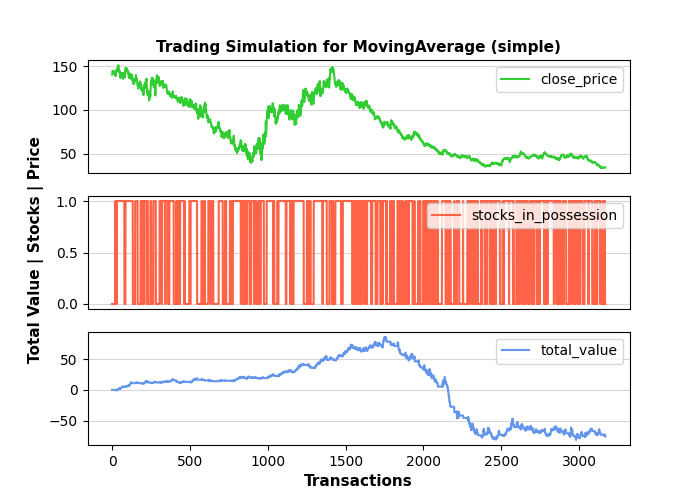 Trading Simulation for MovingAverage (simple)
150
100
50
close_price
1.0
0.5
0.0
stocks_in_possession
50
0
−50
total_value
0 500 1000 1500 2000 2500 3000
Transactions
Total Value | Stocks | Price